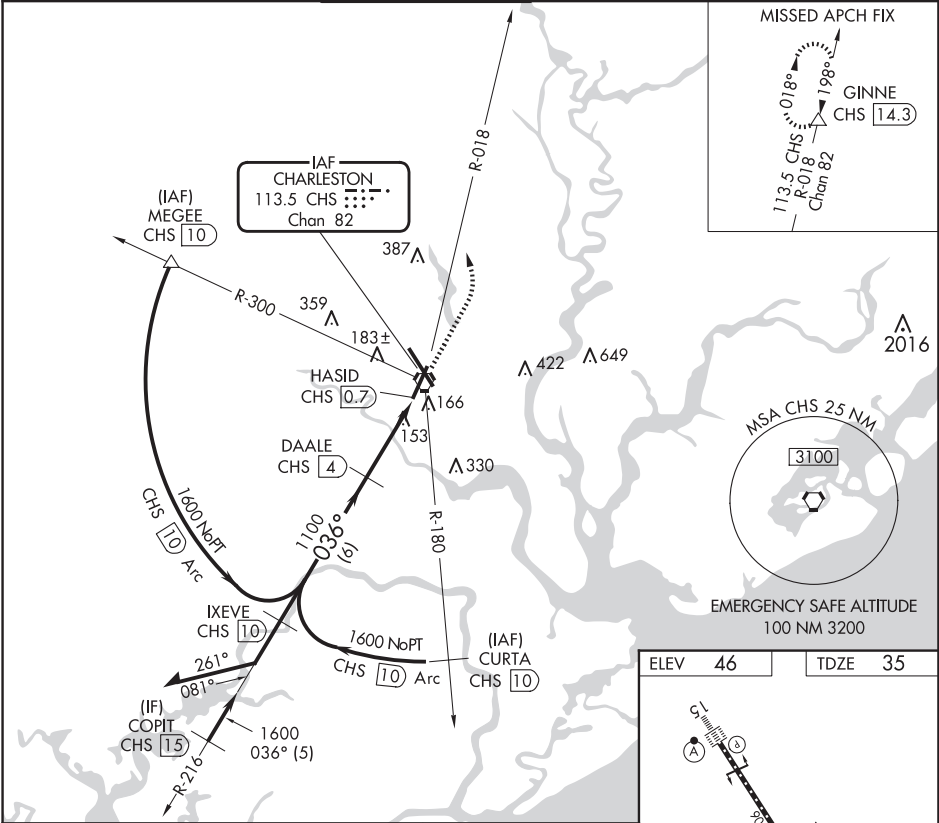 MISSED APCH FIX
018°
198°
GINNE
CHS 14.3
113.5 CHS
R-018
Chan 82
R-018
IAF
CHARLESTON
113.5 CHS
Chan 82
(IAF)
MEGEE
CHS 10
387
R-300
359
183±
2016
422
649
HASID
CHS 0.7
166
153
MSA CHS 25 NM
3100
DAALE
CHS 4
330
R-180
1600 NoPT
CHS 10 Arc
1100
036°
(6)
EMERGENCY SAFE ALTITUDE
100 NM 3200
IXEVE
CHS 10
1600 NoPT
CHS 10 Arc
(IAF)
CURTA
CHS 10
261°
081°
(IF)
COPIT
CHS 15
1600
036° (5)
R-216
ELEV 46
TDZE 35
15
A
P